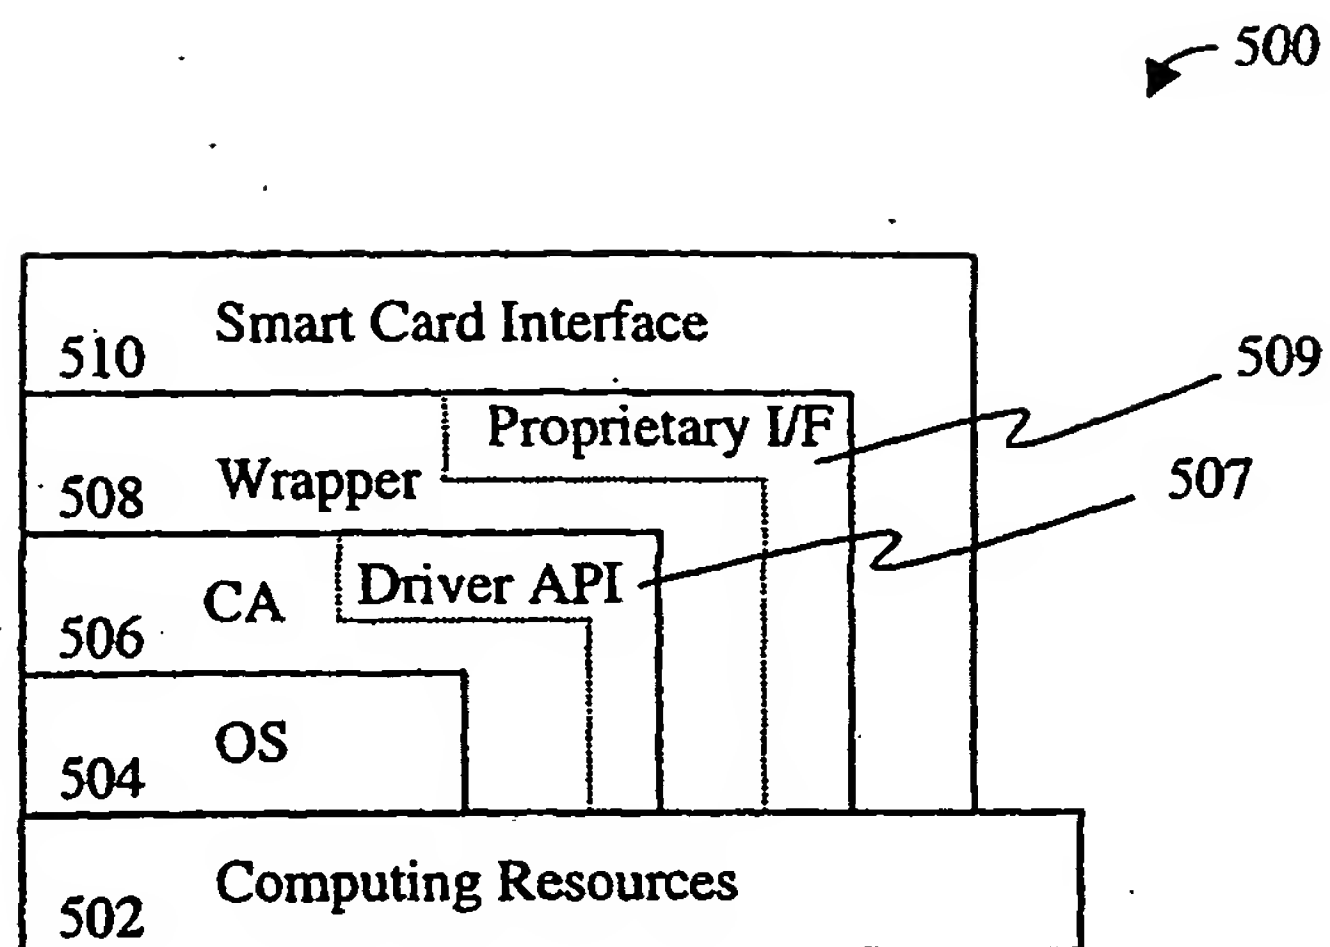 500
Smart Card Interface
510
509
Proprietary I/F
Wrapper
508
507
Driver API
CA
506
OS
504
Computing Resources
502